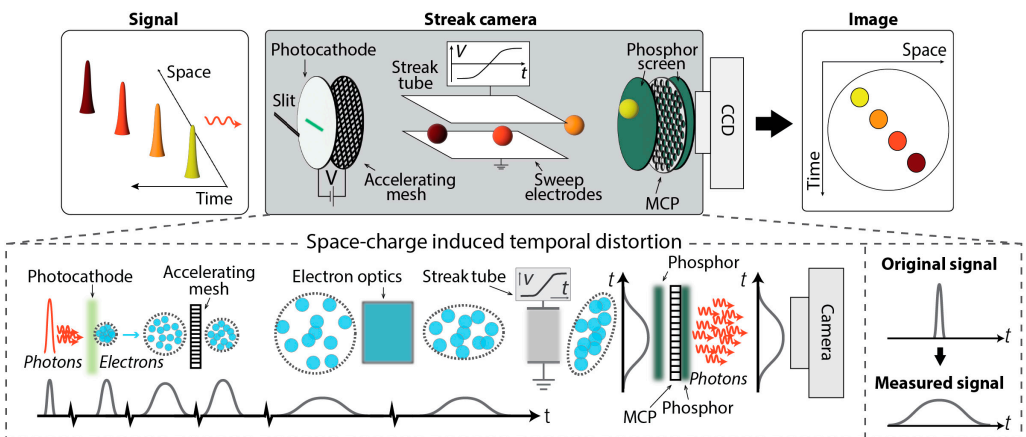 Signal
Space
Time
Streak camera
Photocathode
Slit
V
Accelerating
mesh
Streak
tube
V
t
Sweep
electrodes
Phosphor
screen
MCP
CCD
Image
Space
Time
Space-charge induced temporal distortion
Photocathode
Photons
Electrons
Accelerating
mesh
Electron optics
Streak tube
V
t
t
Phosphor
MCP
Phosphor
Photons
t
Camera
t
Original signal
t
Measured signal
t